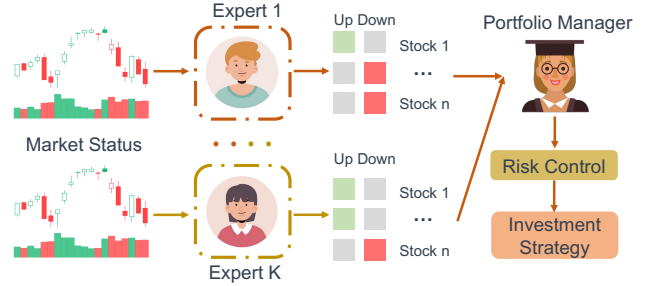 Expert 1
Up Down
Stock 1
...
Stock n
Portfolio Manager
Market Status
Risk Control
Investment
Strategy
Up Down
Stock 1
...
Stock n
Expert K